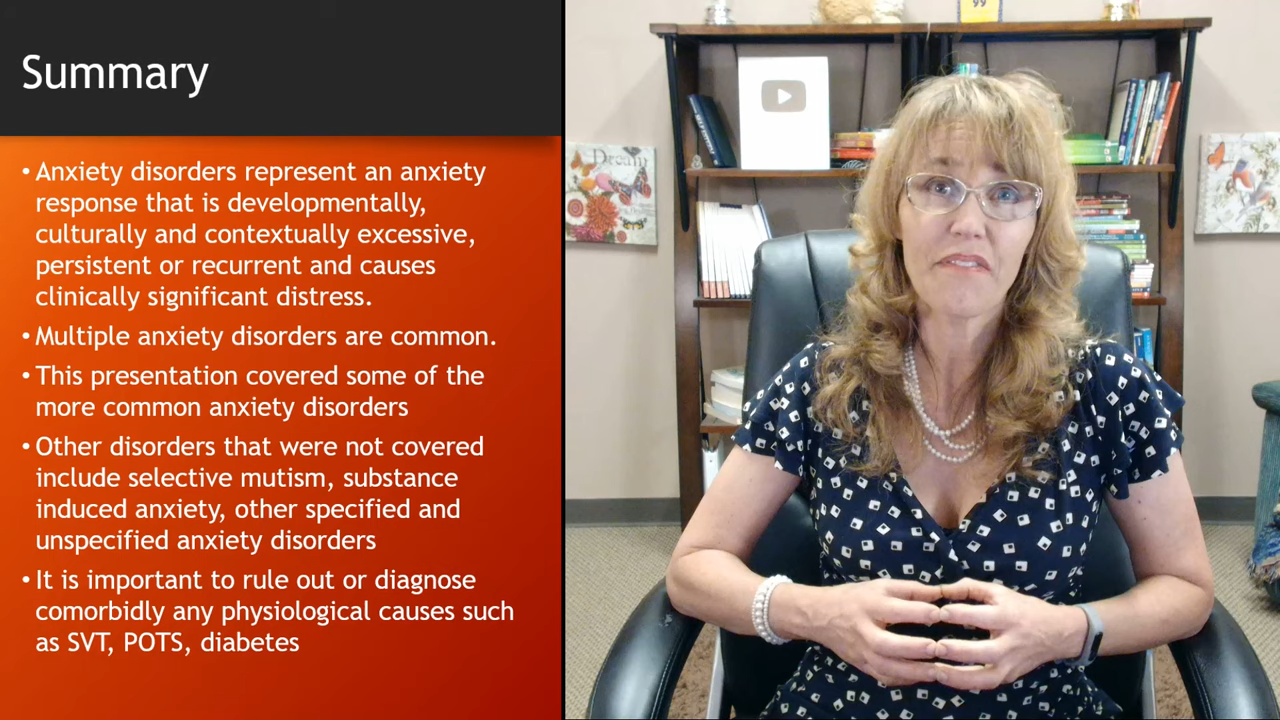 Summary
• Anxiety disorders represent an anxiety
response that is developmentally,
culturally and contextually excessive,
persistent or recurrent and causes
clinically significant distress.
• Multiple anxiety disorders are common.
• This presentation covered some of the
more common anxiety disorders
• Other disorders that were not covered
include selective mutism, substance
induced anxiety, other specified and
unspecified anxiety disorders
• It is important to rule out or diagnose
comorbidly any physiological causes such
as SVT, POTS, diabetes
99
Dream